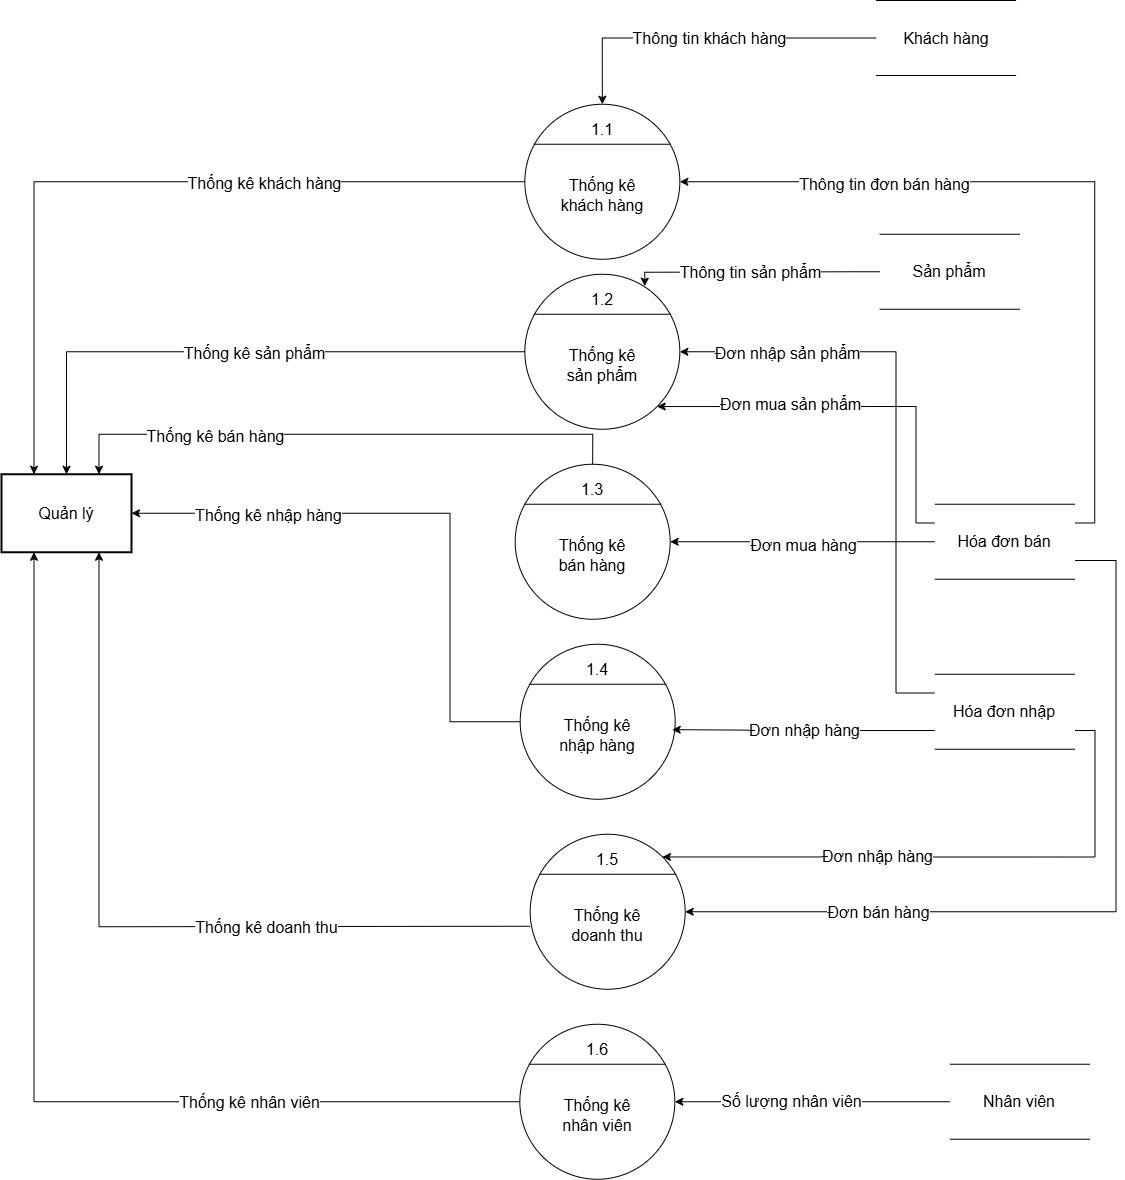 Thông tin khách hàng
Khách hàng
1.1
Thống kê
khách hàng
Thống kê khách hàng
Thông tin đơn bán hàng
Thông tin sản phẩm
Sản phẩm
1.2
Thống kê
sản phẩm
Thống kê sản phẩm
Đơn nhập sản phẩm
Đơn mua sản phẩm
Thống kê bán hàng
1.3
Thống kê
bán hàng
Quản lý
Thống kê nhập hàng
Đơn mua hàng
Hóa đơn bán
1.4
Thống kê
nhập hàng
Đơn nhập hàng
Hóa đơn nhập
1.5
Thống kê
doanh thu
Đơn nhập hàng
Đơn bán hàng
Thống kê doanh thu
1.6
Thống kê
nhân viên
Thống kê nhân viên
Số lượng nhân viên
Nhân viên